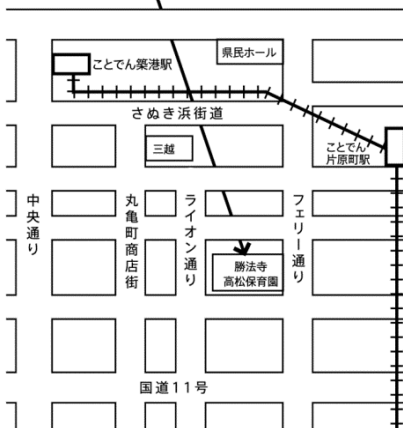 県民ホール
ことでん築港駅
さぬき浜街道
三越
ことでん
片原町駅
中央通り
丸亀町商店街
ライオン通り
フェリー通り
勝法寺
高松保育園
国道11号